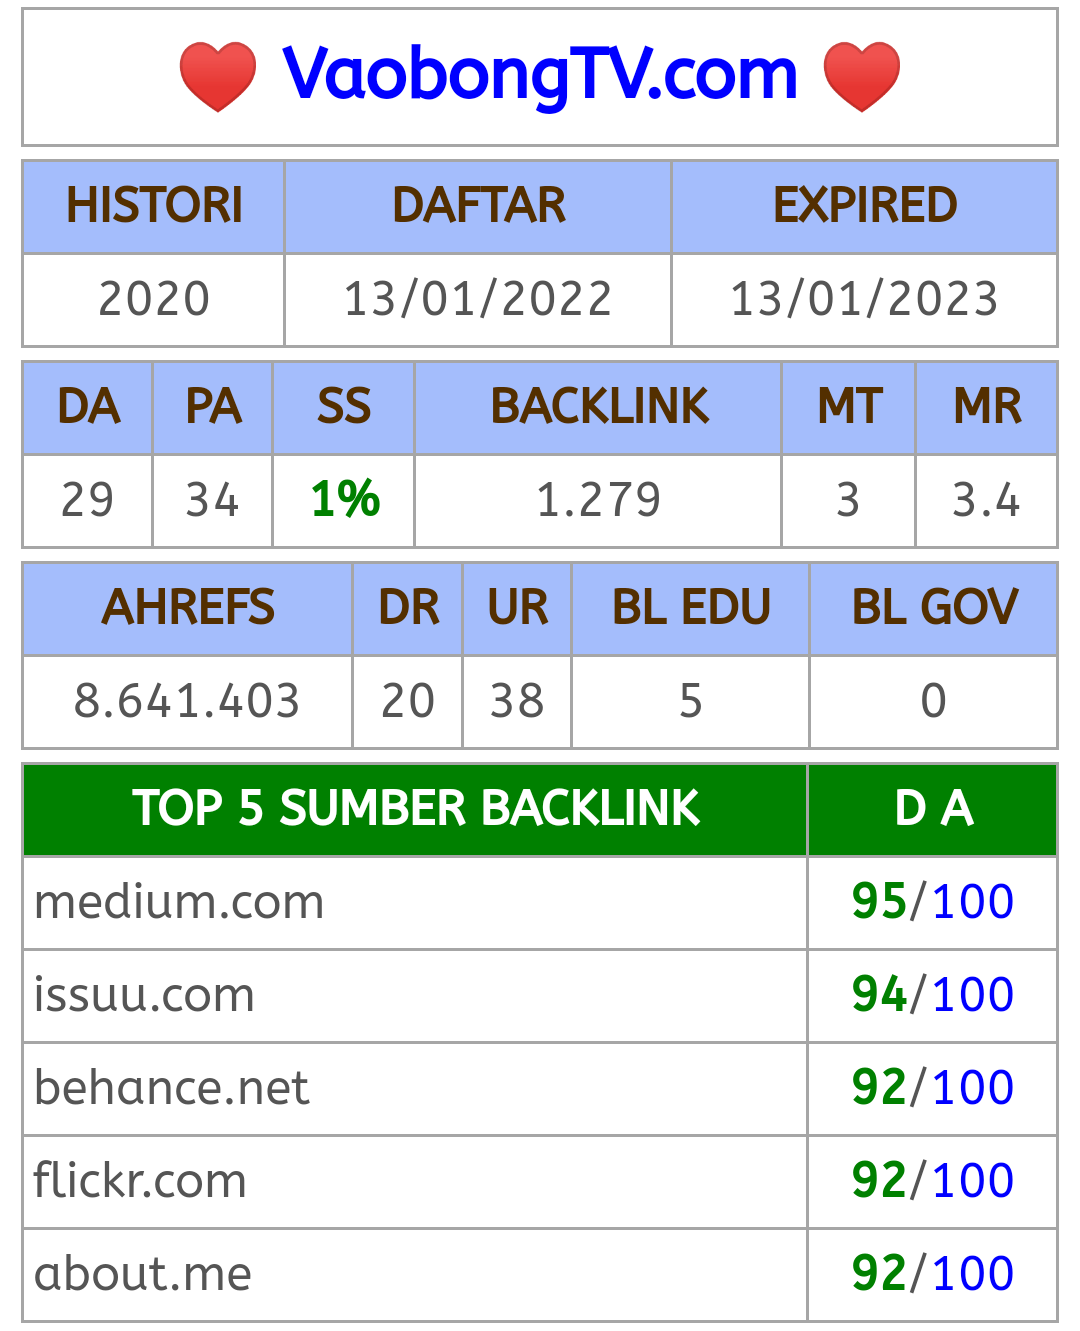 VaobongTV.com
HISTORI DAFTAR EXPIRED
2020 13/01/2022 13/01/2023
DA PA SS BACKLINK MT MR
29 34 1% 1.279 3 3.4
AHREFS DR UR BL EDU BL GOV
8.641.403 20 38 5 0
TOP 5 SUMBER BACKLINK D A
medium.com 95/100
issuu.com 94/100
behance.net 92/100
flickr.com 92/100
about.me 92/100